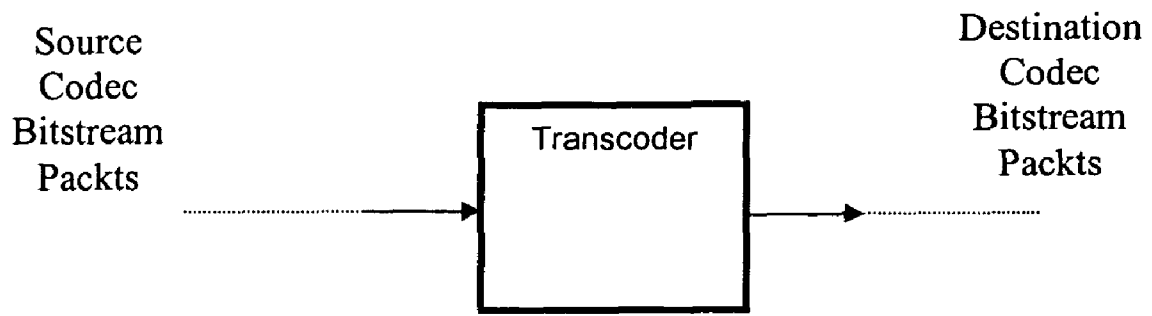 Source
Codec
Bitstream
Packts
Transcoder
Destination
Codec
Bitstream
Packts